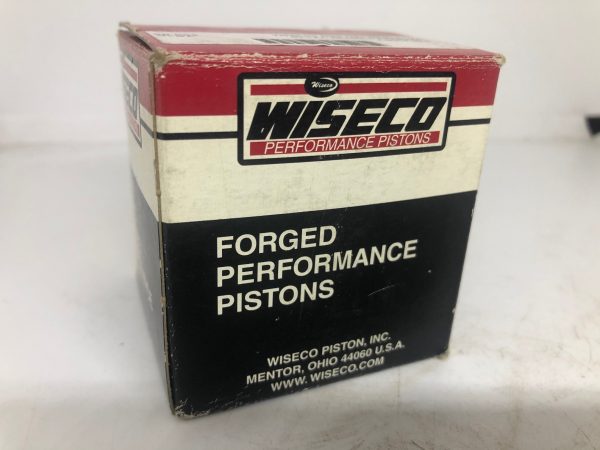 Wiseco
WISECO
PERFORMANCE PISTONS
FORGED
PERFORMANCE
PISTONS
WISECO PISTON, INC.
MENTOR, OHIO 44060 U.S.A.
WWW. WISECO.COM